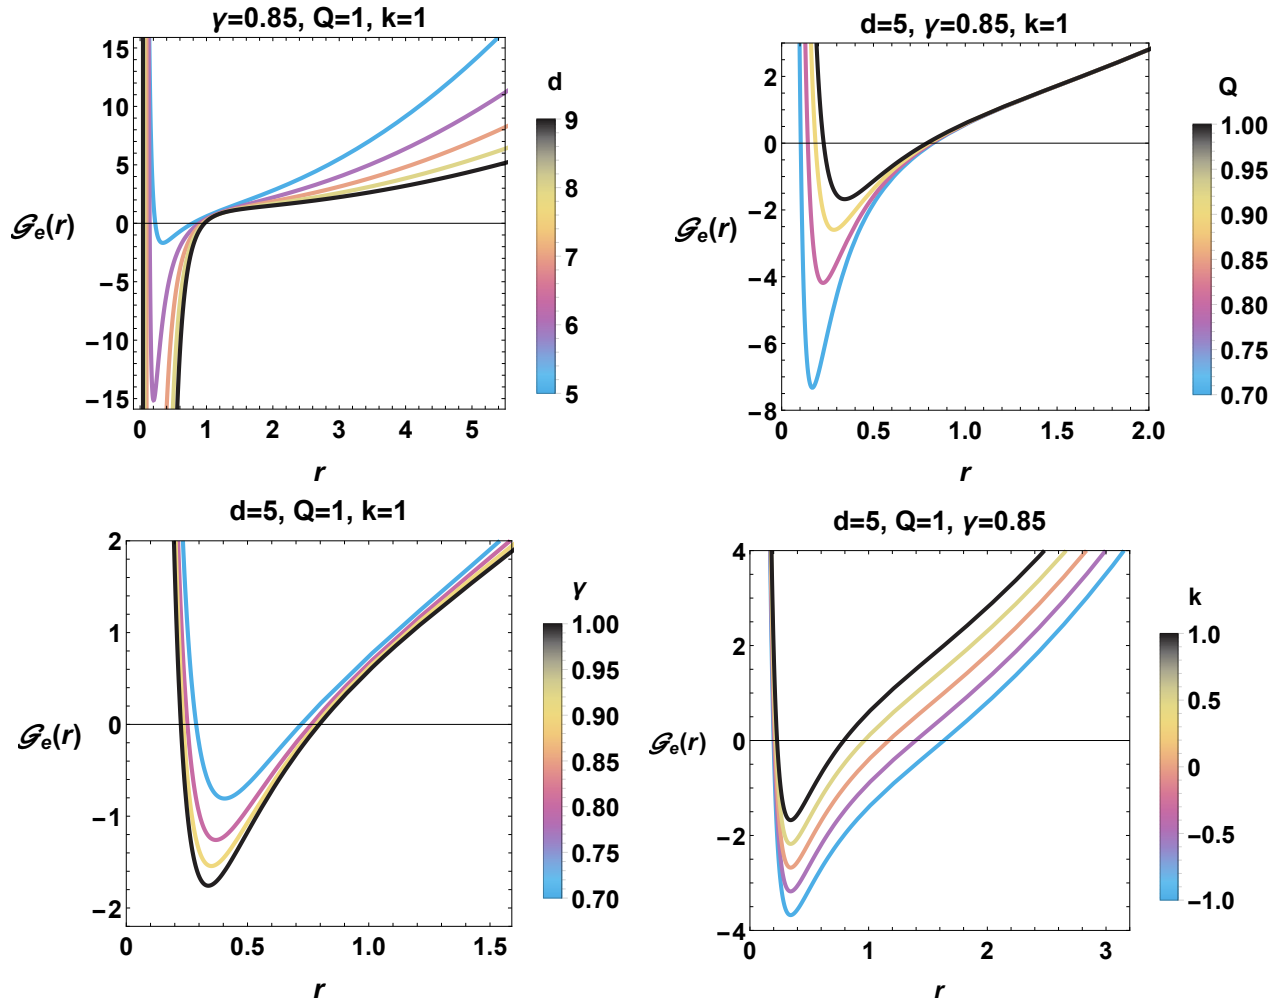 γ=0.85, Q=1, k=1
15
10
5
0
−5
−10
−15
𝒢e(r)
0 1 2 3 4 5
r
d
9
8
7
6
5
d=5, γ=0.85, k=1
2
0
−2
−4
−6
−8
𝒢e(r)
0 0.5 1.0 1.5 2.0
r
Q
1.00
0.95
0.90
0.85
0.80
0.75
0.70
d=5, Q=1, k=1
2
1
0
−1
−2
𝒢e(r)
0 0.5 1.0 1.5
r
γ
1.00
0.95
0.90
0.85
0.80
0.75
0.70
d=5, Q=1, γ=0.85
4
2
0
−2
−4
𝒢e(r)
0 1 2 3
r
k
1.0
0.5
0
−0.5
−1.0